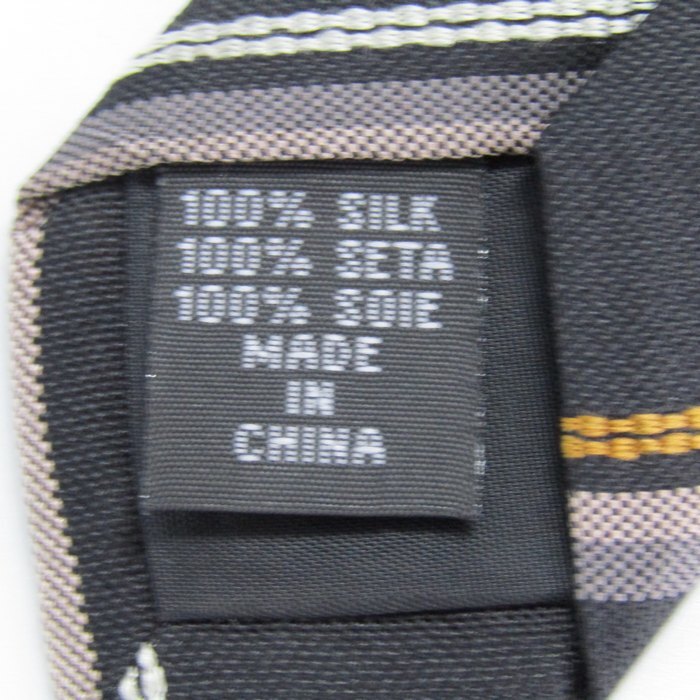 100% SILK
100% SETA
100% SOIE
MADE
IN
CHINA